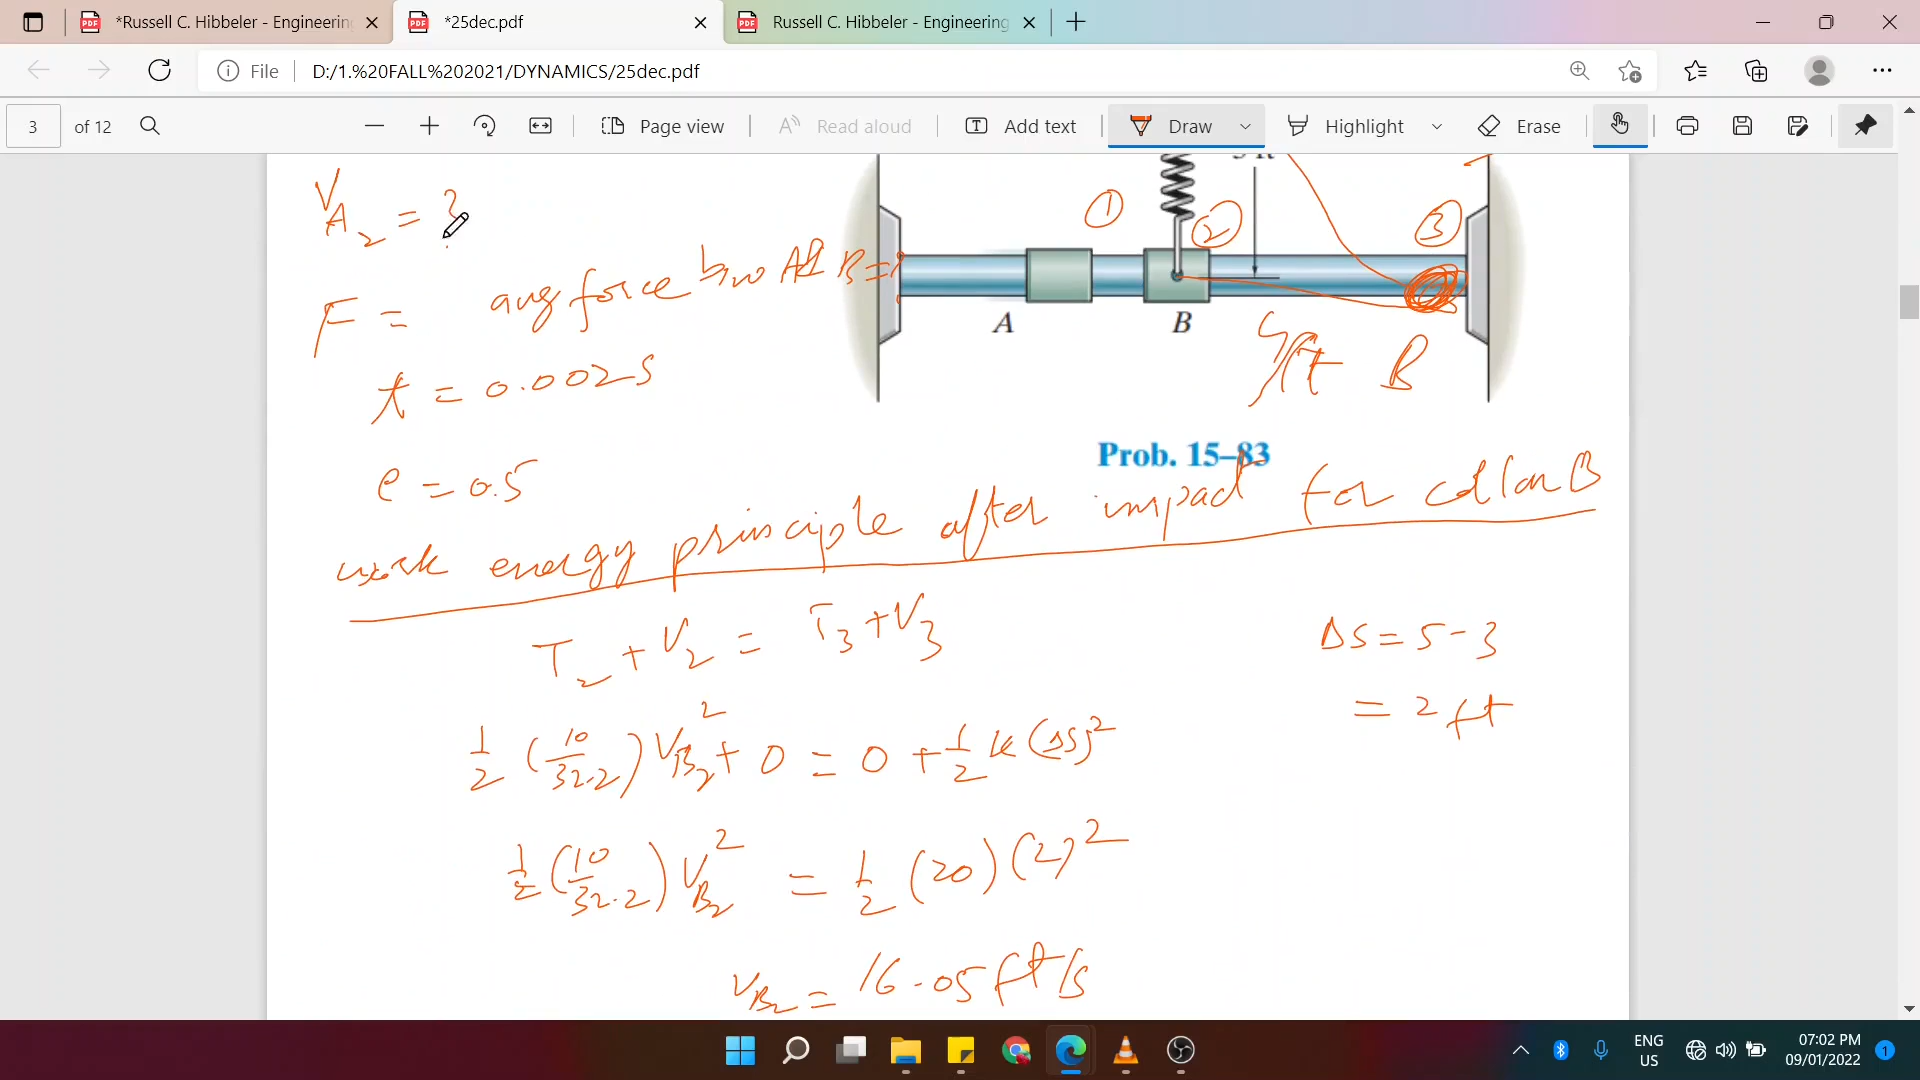 *Russell C. Hibbeler - Engineering
*25dec.pdf
Russell C. Hibbeler - Engineering
File
D:/1.%20FALL%202021/DYNAMICS/25dec.pdf
3 of 12
Page view
Read aloud
Add text
Draw
Highlight
Erase
V_A2 = ?
F = avg force b/w A & B = ?
t = 0.002 s
e = 0.5
① ② ③
A B
4 ft B
Prob. 15–83
work energy principle after impact for collar B
T2 + V2 = T3 + V3
ΔS = 5 - 3
= 2 ft
1/2 (10/32.2) V_B2^2 + 0 = 0 + 1/2 k (ΔS)^2
1/2 (10/32.2) V_B2^2 = 1/2 (20) (2)^2
V_B2 = 16.05 ft/s
ENG
US
07:02 PM
09/01/2022
1